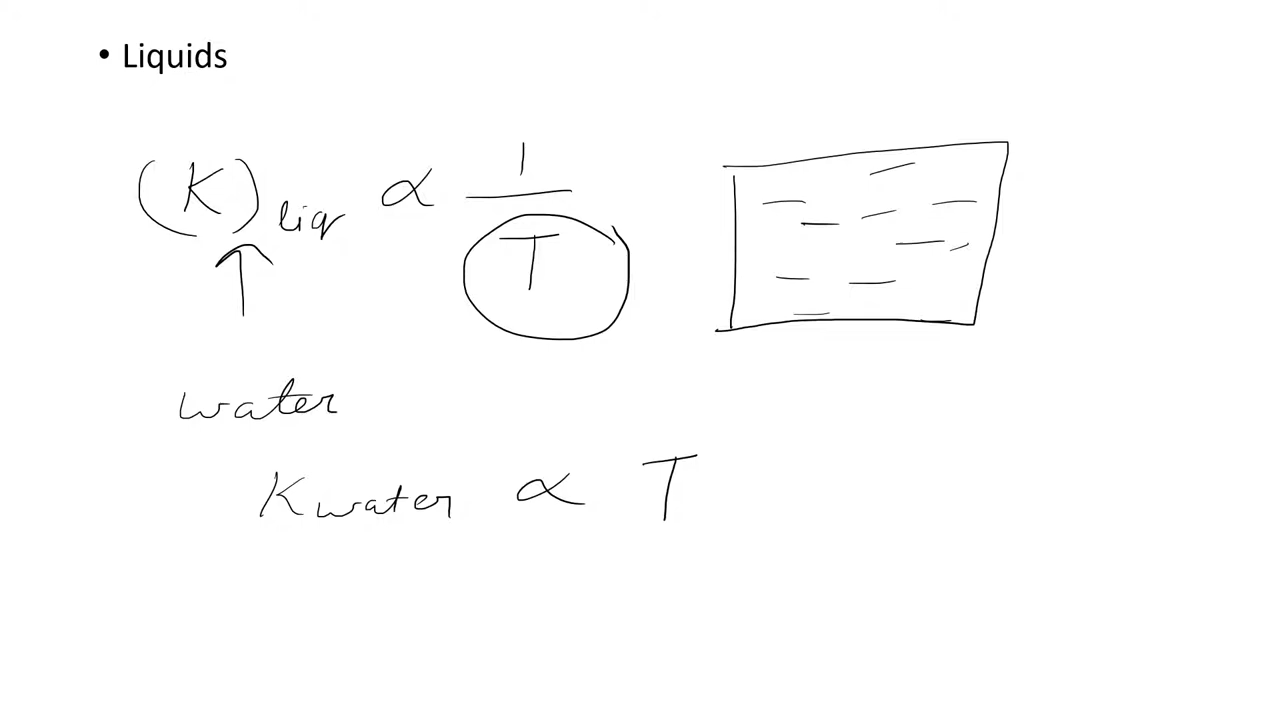 • Liquids
(K)liq ∝ 1/T
water
Kwater ∝ T